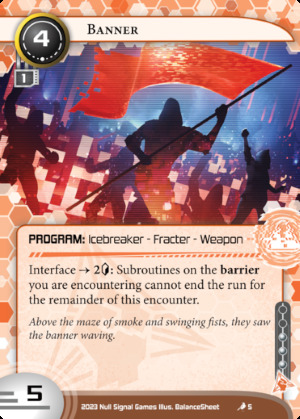 4
BANNER
1
PROGRAM: Icebreaker - Fracter - Weapon
Interface → 2: Subroutines on the barrier
you are encountering cannot end the run for
the remainder of this encounter.
Above the maze of smoke and swinging fists, they saw
the banner waving.
5
2023 Null Signal Games Illus. BalanceSheet
5